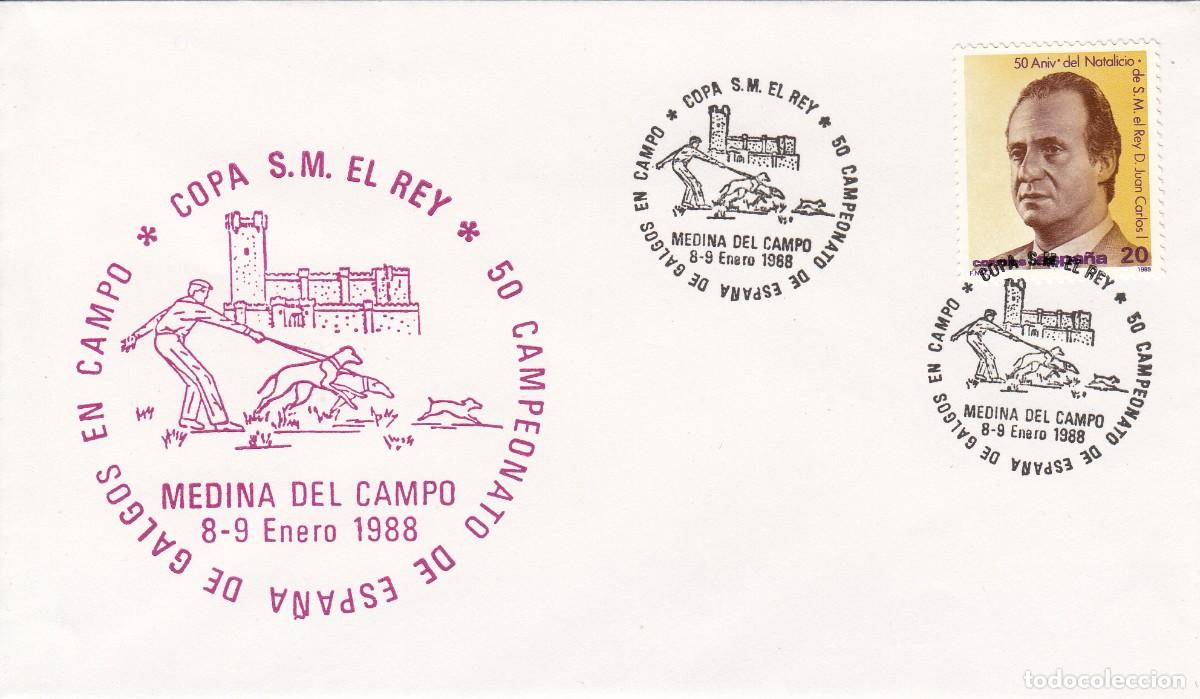 * COPA S.M. EL REY * 50 CAMPEONATO DE ESPAÑA DE GALGOS EN CAMPO
MEDINA DEL CAMPO
8-9 Enero 1988
* COPA S.M. EL REY * 50 CAMPEONATO DE ESPAÑA DE GALGOS EN CAMPO
MEDINA DEL CAMPO
8-9 Enero 1988
50 Anivº del Natalicio
de S.M. el Rey D. Juan Carlos I
20
correos españa
1988
* COPA S.M. EL REY * 50 CAMPEONATO DE ESPAÑA DE GALGOS EN CAMPO
MEDINA DEL CAMPO
8-9 Enero 1988
todocoleccion